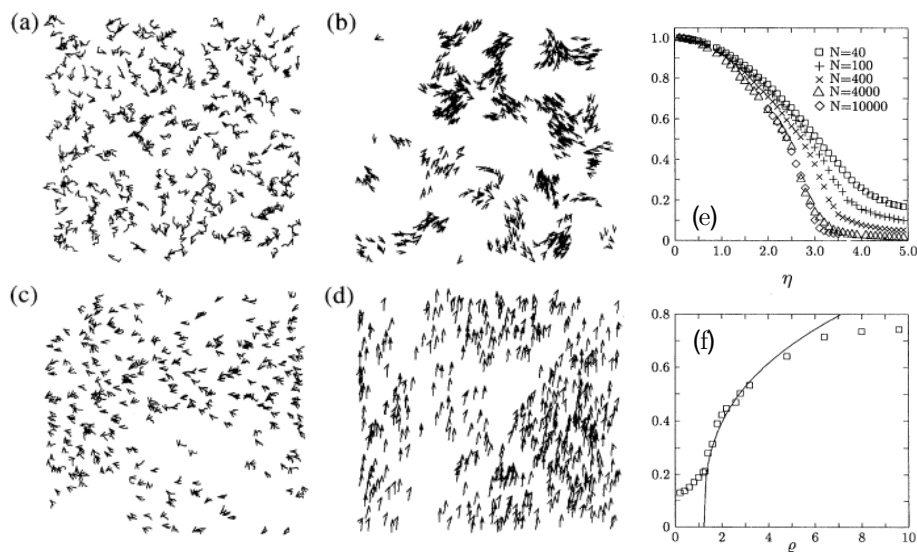 (a)
(b)
1.0
0.8
0.6
0.4
0.2
0
□ N=40
+ N=100
× N=400
△ N=4000
◇ N=10000
(e)
0.0 1.0 2.0 3.0 4.0 5.0
η
(c)
(d)
0.8
0.6
0.4
0.2
0
(f)
0 2 4 6 8 10
ϱ